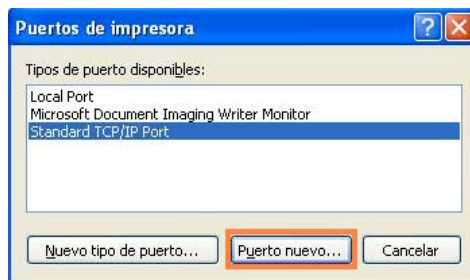 Puertos de impresora
Tipos de puerto disponibles:
Local Port
Microsoft Document Imaging Writer Monitor
Standard TCP/IP Port
Nuevo tipo de puerto... Puerto nuevo... Cancelar